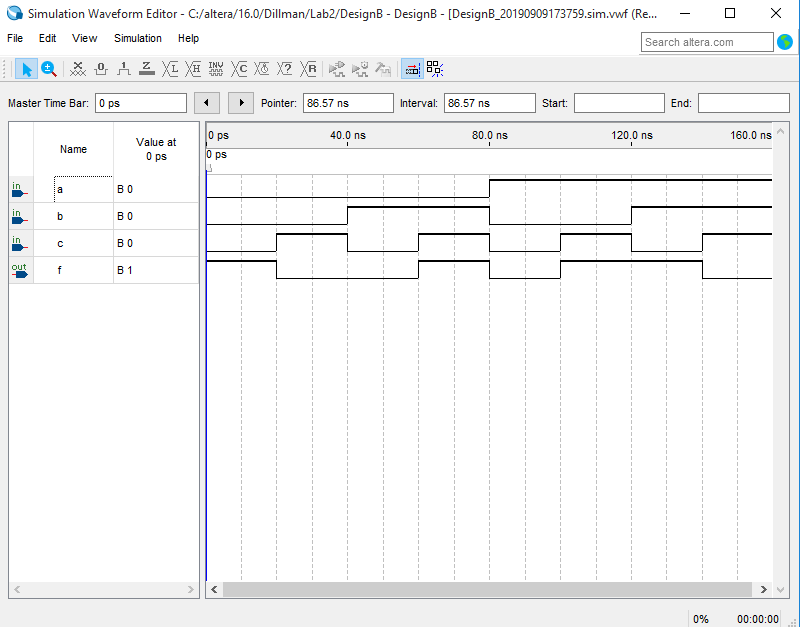 Simulation Waveform Editor - C:/altera/16.0/Dillman/Lab2/DesignB - DesignB - [DesignB_20190909173759.sim.vwf (Re...
File Edit View Simulation Help
Search altera.com
Master Time Bar: 0 ps Pointer: 86.57 ns Interval: 86.57 ns Start: End:
Name Value at 0 ps
0 ps 40.0 ns 80.0 ns 120.0 ns 160.0 ns
0 ps
in a B 0
in b B 0
in c B 0
out f B 1
0% 00:00:00